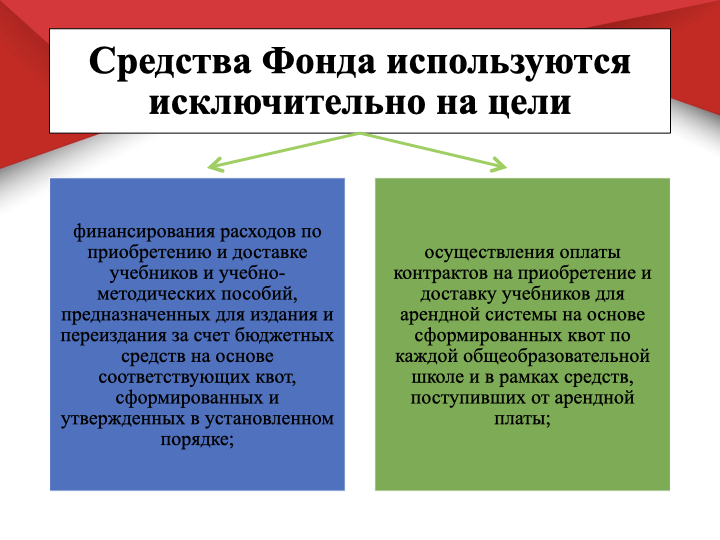 Средства Фонда используются
исключительно на цели
финансирования расходов по
приобретению и доставке
учебников и учебно-
методических пособий,
предназначенных для издания и
переиздания за счет бюджетных
средств на основе
соответствующих квот,
сформированных и
утвержденных в установленном
порядке;
осуществления оплаты
контрактов на приобретение и
доставку учебников для
арендной системы на основе
сформированных квот по
каждой общеобразовательной
школе и в рамках средств,
поступивших от арендной
платы;